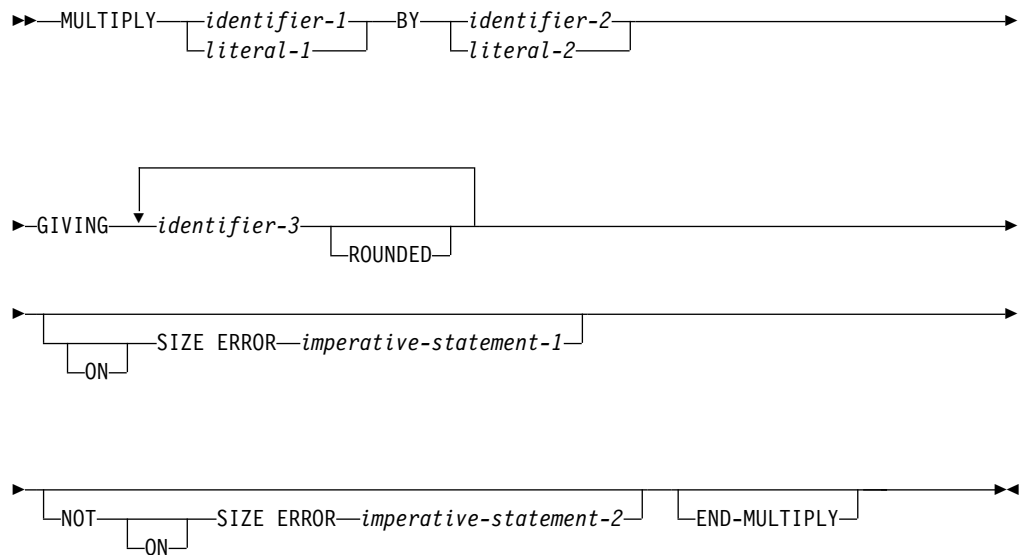 MULTIPLY identifier-1 BY identifier-2
literal-1 literal-2
GIVING identifier-3
ROUNDED
SIZE ERROR imperative-statement-1
ON
NOT SIZE ERROR imperative-statement-2 END-MULTIPLY
ON